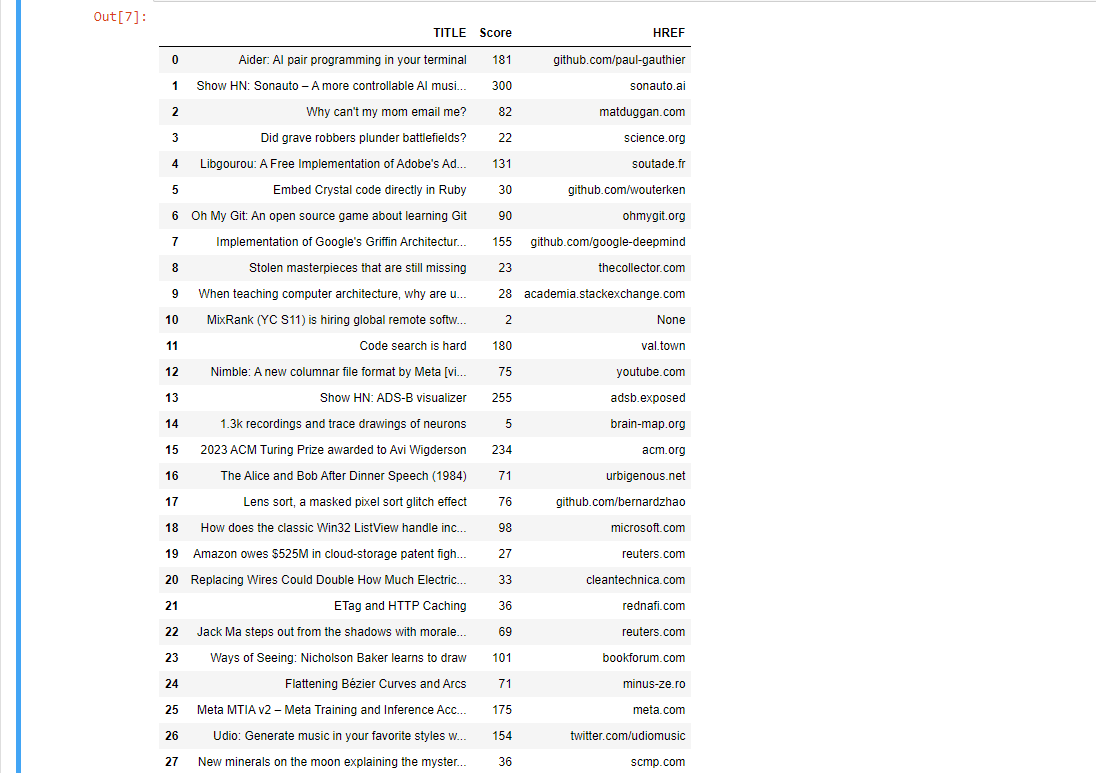 Out[7]:
TITLE Score HREF
0 Aider: AI pair programming in your terminal 181 github.com/paul-gauthier
1 Show HN: Sonauto – A more controllable AI musi... 300 sonauto.ai
2 Why can't my mom email me? 82 matduggan.com
3 Did grave robbers plunder battlefields? 22 science.org
4 Libgourou: A Free Implementation of Adobe's Ad... 131 soutade.fr
5 Embed Crystal code directly in Ruby 30 github.com/wouterken
6 Oh My Git: An open source game about learning Git 90 ohmygit.org
7 Implementation of Google's Griffin Architectur... 155 github.com/google-deepmind
8 Stolen masterpieces that are still missing 23 thecollector.com
9 When teaching computer architecture, why are u... 28 academia.stackexchange.com
10 MixRank (YC S11) is hiring global remote softw... 2 None
11 Code search is hard 180 val.town
12 Nimble: A new columnar file format by Meta [vi... 75 youtube.com
13 Show HN: ADS-B visualizer 255 adsb.exposed
14 1.3k recordings and trace drawings of neurons 5 brain-map.org
15 2023 ACM Turing Prize awarded to Avi Wigderson 234 acm.org
16 The Alice and Bob After Dinner Speech (1984) 71 urbigenous.net
17 Lens sort, a masked pixel sort glitch effect 76 github.com/bernardzhao
18 How does the classic Win32 ListView handle inc... 98 microsoft.com
19 Amazon owes $525M in cloud-storage patent figh... 27 reuters.com
20 Replacing Wires Could Double How Much Electric... 33 cleantechnica.com
21 ETag and HTTP Caching 36 rednafi.com
22 Jack Ma steps out from the shadows with morale... 69 reuters.com
23 Ways of Seeing: Nicholson Baker learns to draw 101 bookforum.com
24 Flattening Bézier Curves and Arcs 71 minus-ze.ro
25 Meta MTIA v2 – Meta Training and Inference Acc... 175 meta.com
26 Udio: Generate music in your favorite styles w... 154 twitter.com/udiomusic
27 New minerals on the moon explaining the myster... 36 scmp.com